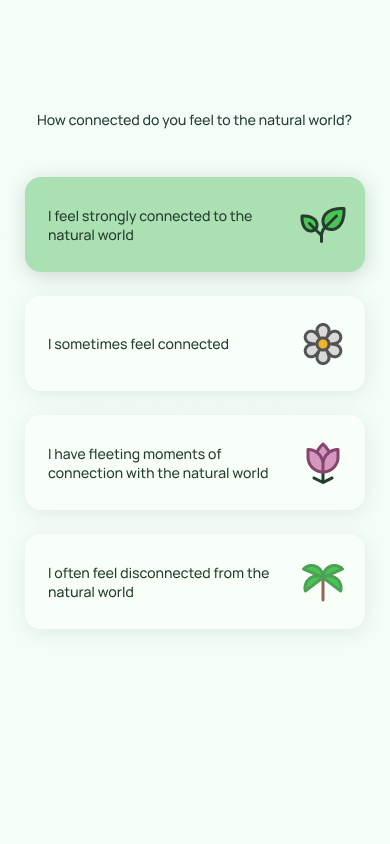 How connected do you feel to the natural world?
I feel strongly connected to the
natural world
I sometimes feel connected
I have fleeting moments of
connection with the natural world
I often feel disconnected from the
natural world